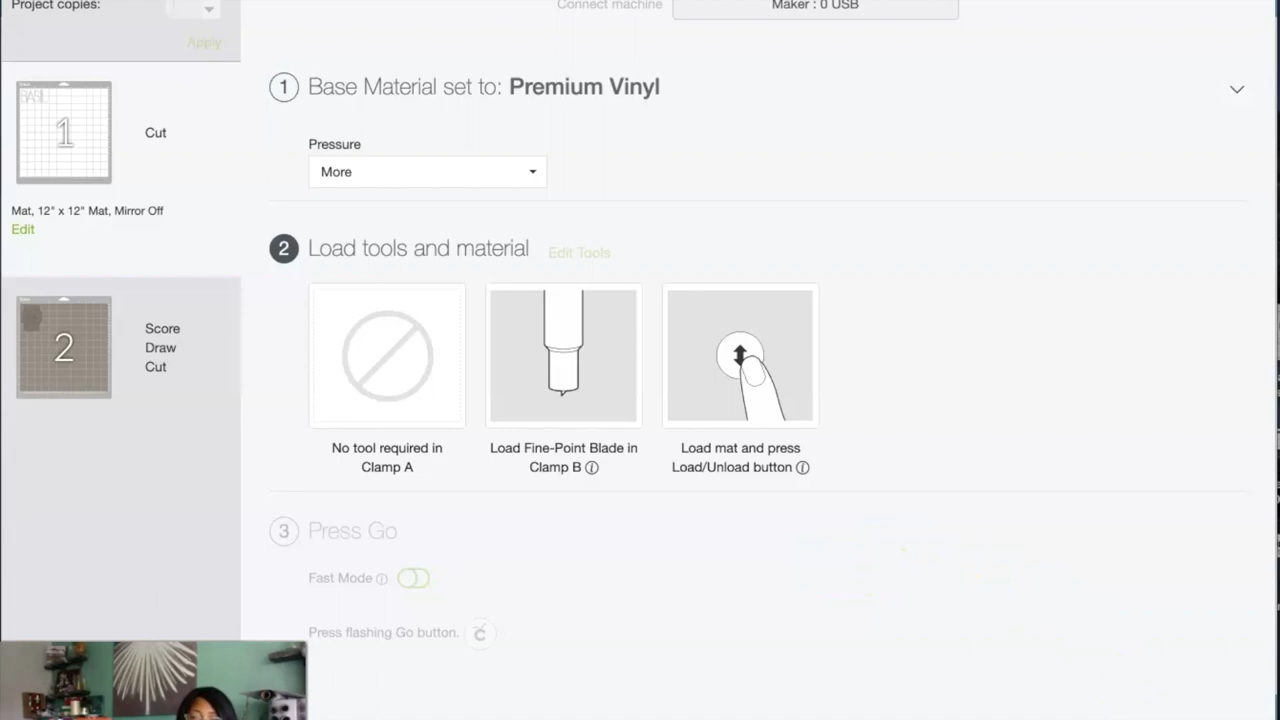 Project copies:
Connect machine
Maker : 0 USB
Apply
1
Cut
Mat, 12" x 12" Mat, Mirror Off
Edit
2
Score
Draw
Cut
1 Base Material set to: Premium Vinyl
Pressure
More
2 Load tools and material Edit Tools
No tool required in
Clamp A
Load Fine-Point Blade in
Clamp B
Load mat and press
Load/Unload button
3 Press Go
Fast Mode
Press flashing Go button.